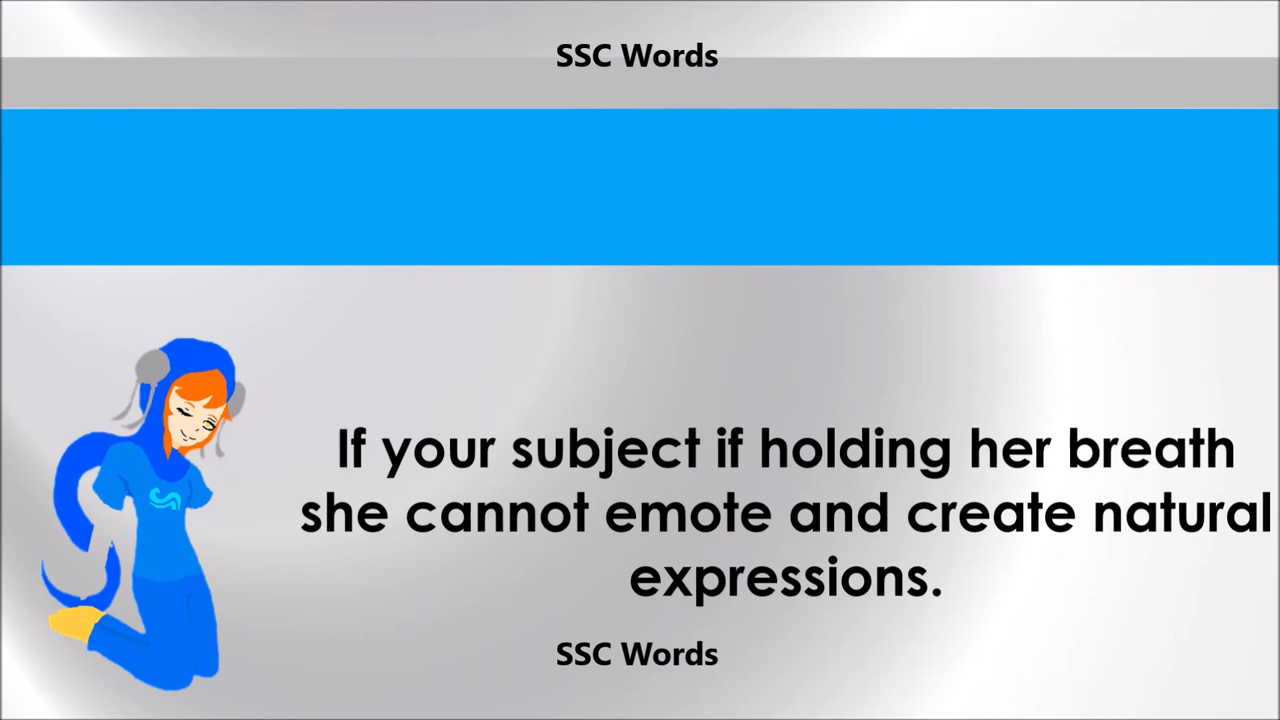 SSC Words
If your subject if holding her breath
she cannot emote and create natural
expressions.
SSC Words